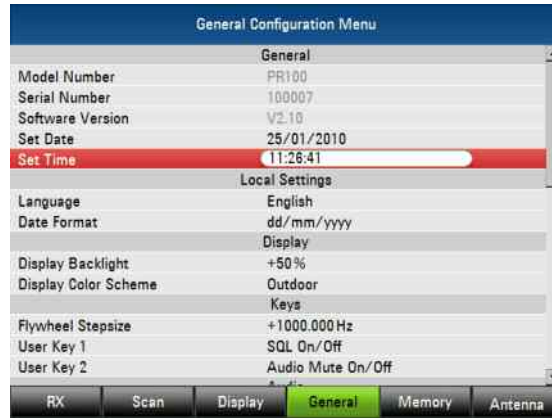 General Configuration Menu
General
Model Number PR100
Serial Number 100007
Software Version V2.10
Set Date 25/01/2010
Set Time 11:26:41
Local Settings
Language English
Date Format dd/mm/yyyy
Display
Display Backlight +50%
Display Color Scheme Outdoor
Keys
Flywheel Stepsize +1000.000 Hz
User Key 1 SQL On/Off
User Key 2 Audio Mute On/Off
RX Scan Display General Memory Antenna